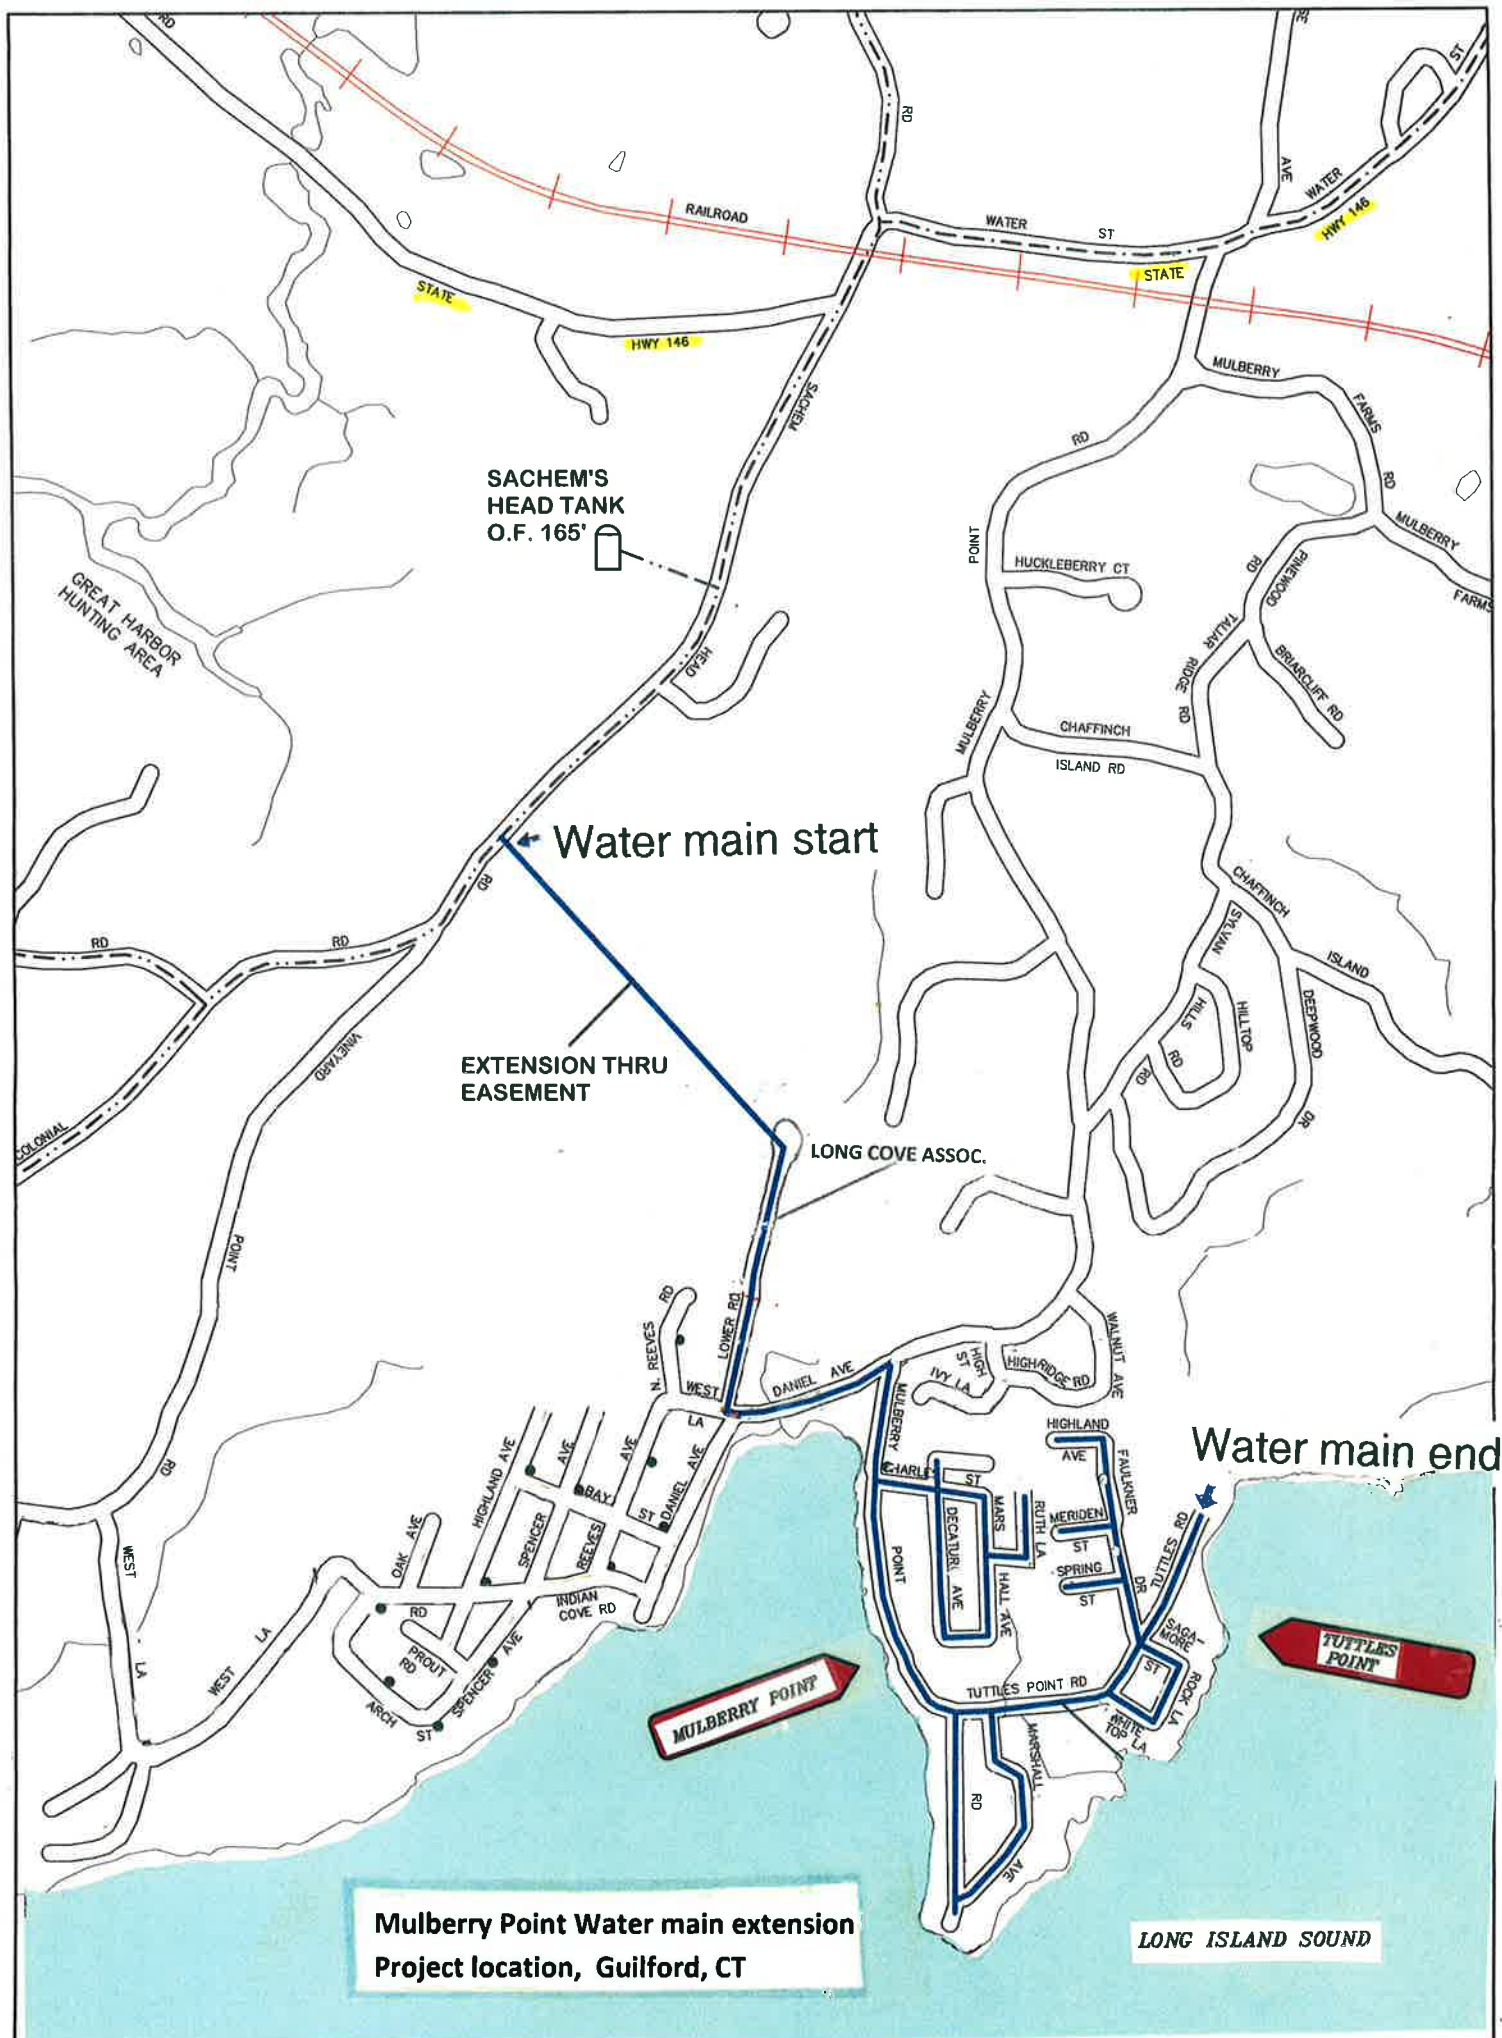 RD
RAILROAD
RD
WATER
ST
AVE
WATER
ST
HWY 146
STATE
STATE
HWY 146
SACHEM
HEAD
RD
SACHEM'S
HEAD TANK
O.F. 165'
GREAT HARBOR
HUNTING AREA
MULBERRY
FARMS
RD
MULBERRY
FARMS
RD
POINT
MULBERRY
HUCKLEBERRY CT
PINEWOOD
RD
TALJAR
RIDGE RD
BRIARCLIFF RD
CHAFFINCH
ISLAND RD
Water main start
RD
RD
COLONIAL
VINEYARD
POINT
RD
EXTENSION THRU
EASEMENT
CHAFFINCH
ISLAND
SYLVAN
HILLS
RD
HILLTOP
RD
DEEPWOOD
DR
LONG COVE ASSOC.
LOWER RD
N. REEVES
RD
WEST
LA
DANIEL AVE
HIGH
ST
IVY LA
HIGHRIDGE RD
WALNUT AVE
MULBERRY
POINT
RD
HIGHLAND
AVE
FAULKNER
DR
Water main end
CHARLES
ST
MARS
RUTH LA
MERIDEN
ST
SPRING
ST
DECATUR
AVE
HALL AVE
TUTTLES RD
SAGA-
MORE
ST
ROCK LA
WHITE
TOP LA
TUTTLES POINT RD
MARSHALL
AVE
HIGHLAND AVE
AVE
AVE
DANIEL AVE
BAY
ST
SPENCER
REEVES
OAK AVE
INDIAN
COVE RD
RD
PROUT
RD
ARCH
ST
SPENCER AVE
WEST
LA
WEST
LA
MULBERRY POINT
TUTTLES
POINT
Mulberry Point Water main extension
Project location, Guilford, CT
LONG ISLAND SOUND